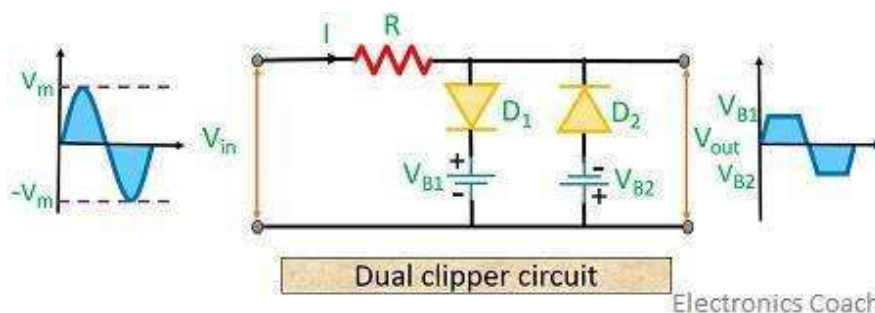 I R
Vm
-Vm
Vin
D1
D2
+
VB1
-
-
VB2
+
Vout
VB1
VB2
Dual clipper circuit
Electronics Coach